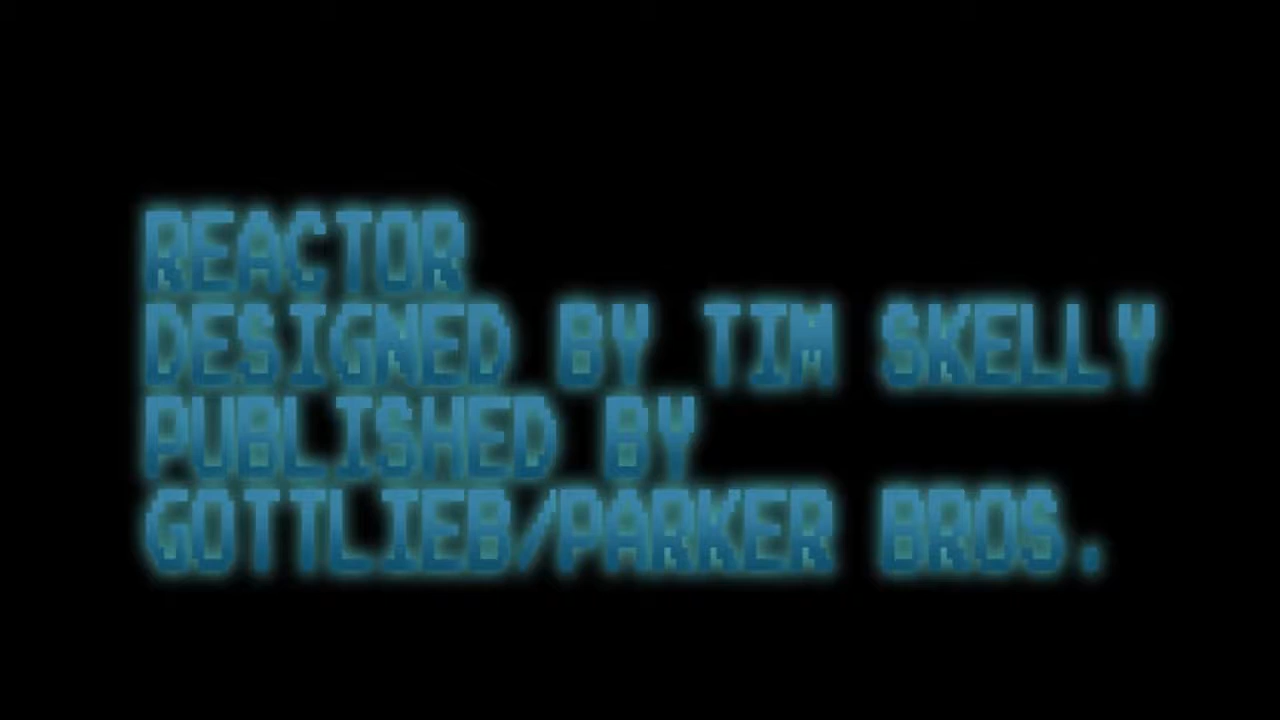 REACTOR
DESIGNED BY TIM SKELLY
PUBLISHED BY
GOTTLIEB/PARKER BROS.